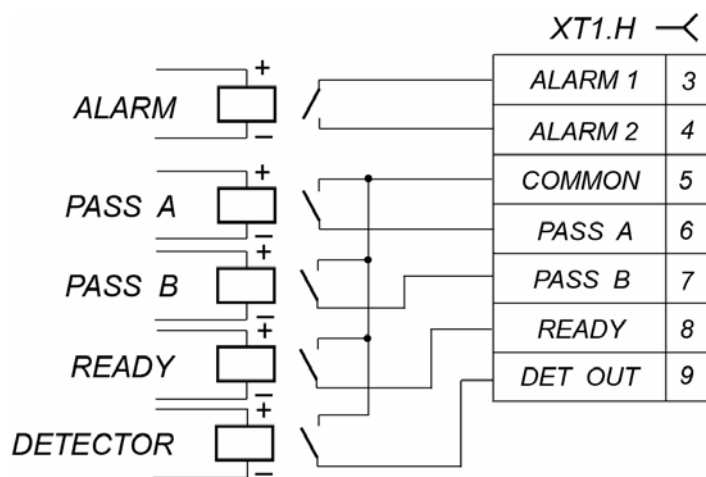 XT1.H
ALARM + − ALARM 1 3
ALARM 2 4
PASS A + − COMMON 5
PASS A 6
PASS B + − PASS B 7
READY + − READY 8
DETECTOR + − DET OUT 9